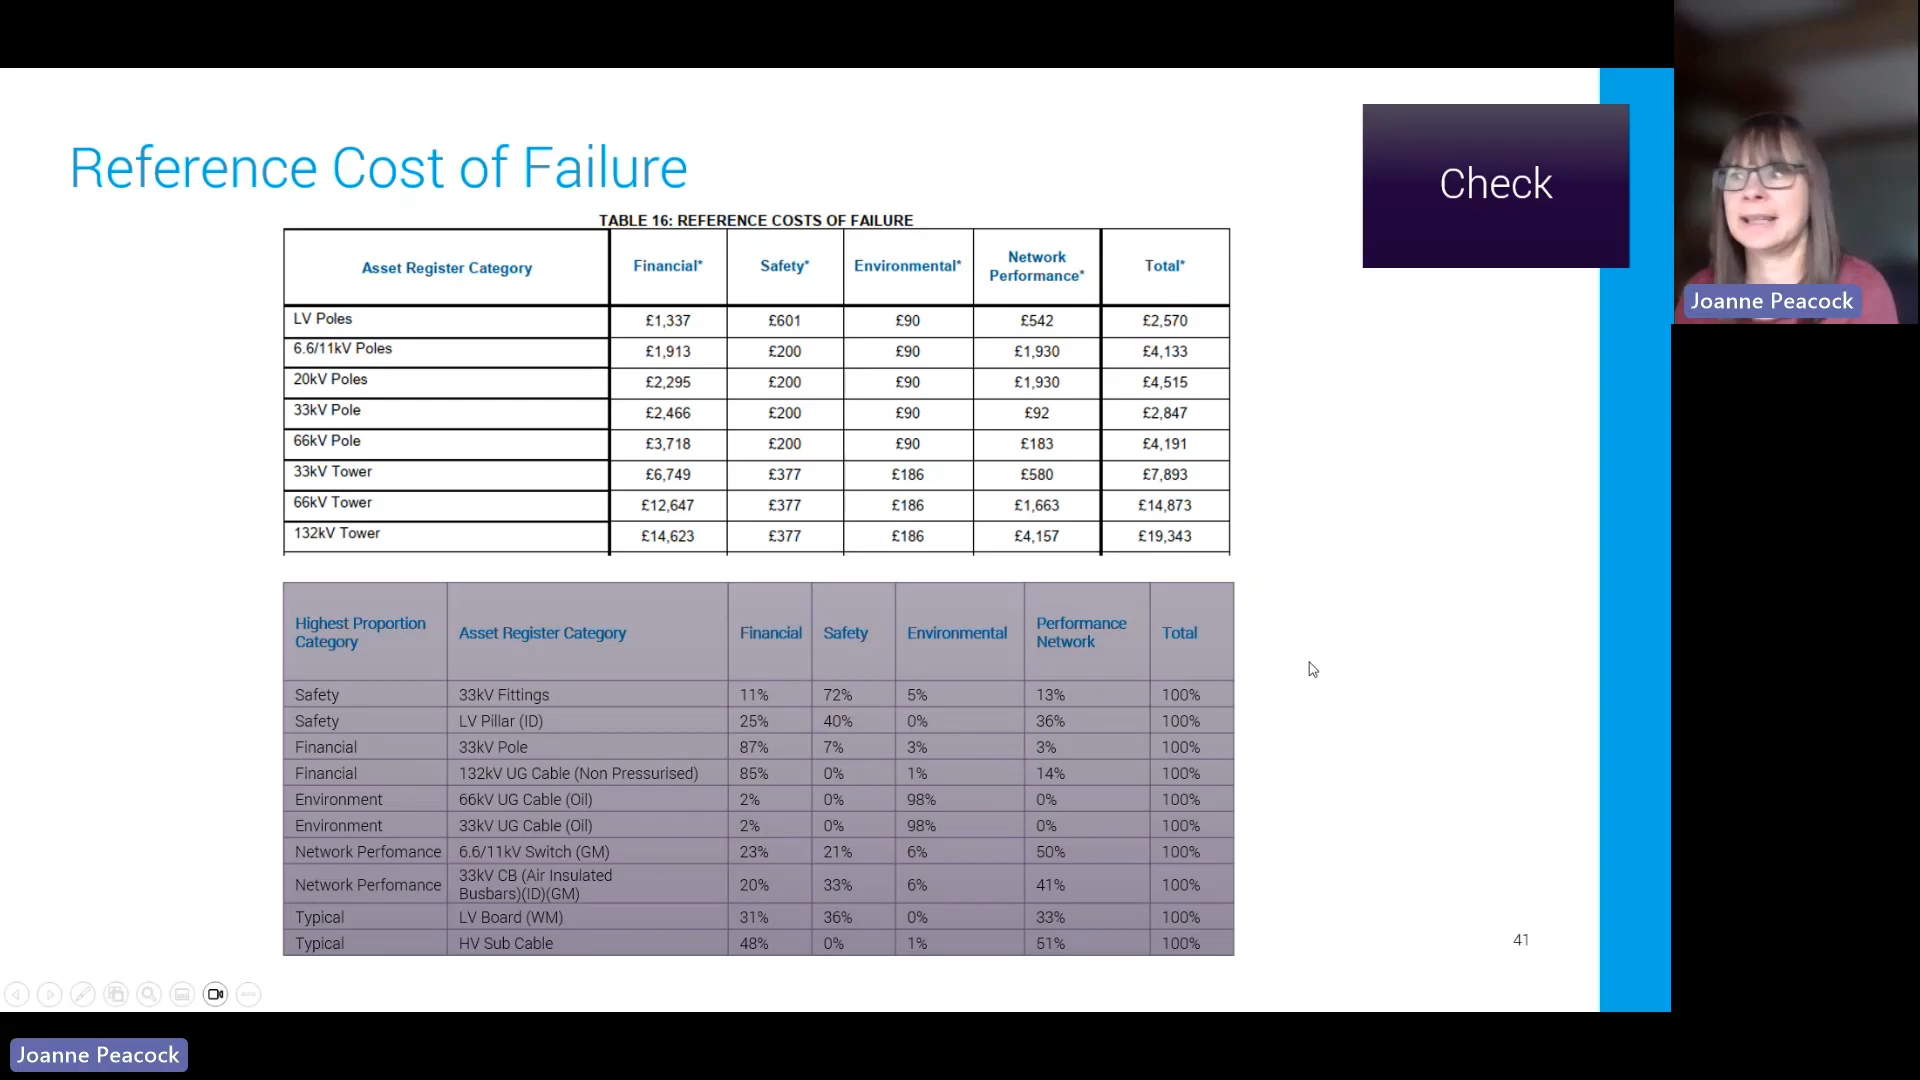 Reference Cost of Failure
Check
Joanne Peacock
TABLE 16: REFERENCE COSTS OF FAILURE
Asset Register Category Financial* Safety* Environmental* Network Performance* Total*
LV Poles £1,337 £601 £90 £542 £2,570
6.6/11kV Poles £1,913 £200 £90 £1,930 £4,133
20kV Poles £2,295 £200 £90 £1,930 £4,515
33kV Pole £2,466 £200 £90 £92 £2,847
66kV Pole £3,718 £200 £90 £183 £4,191
33kV Tower £6,749 £377 £186 £580 £7,893
66kV Tower £12,647 £377 £186 £1,663 £14,873
132kV Tower £14,623 £377 £186 £4,157 £19,343
Highest Proportion Category Asset Register Category Financial Safety Environmental Performance Network Total
Safety 33kV Fittings 11% 72% 5% 13% 100%
Safety LV Pillar (ID) 25% 40% 0% 36% 100%
Financial 33kV Pole 87% 7% 3% 3% 100%
Financial 132kV UG Cable (Non Pressurised) 85% 0% 1% 14% 100%
Environment 66kV UG Cable (Oil) 2% 0% 98% 0% 100%
Environment 33kV UG Cable (Oil) 2% 0% 98% 0% 100%
Network Perfomance 6.6/11kV Switch (GM) 23% 21% 6% 50% 100%
Network Perfomance 33kV CB (Air Insulated Busbars)(ID)(GM) 20% 33% 6% 41% 100%
Typical LV Board (WM) 31% 36% 0% 33% 100%
Typical HV Sub Cable 48% 0% 1% 51% 100%
41
Joanne Peacock